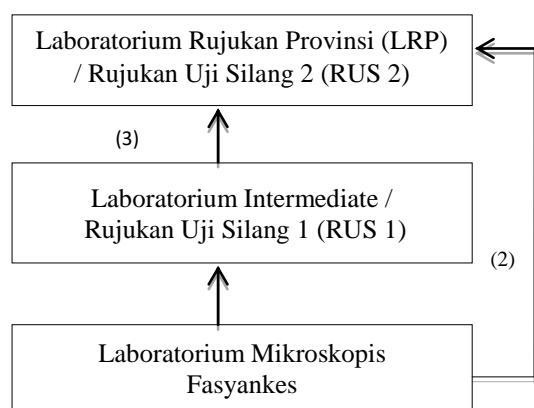 Laboratorium Rujukan Provinsi (LRP)
/ Rujukan Uji Silang 2 (RUS 2)
(3)
Laboratorium Intermediate /
Rujukan Uji Silang 1 (RUS 1)
(2)
Laboratorium Mikroskopis
Fasyankes